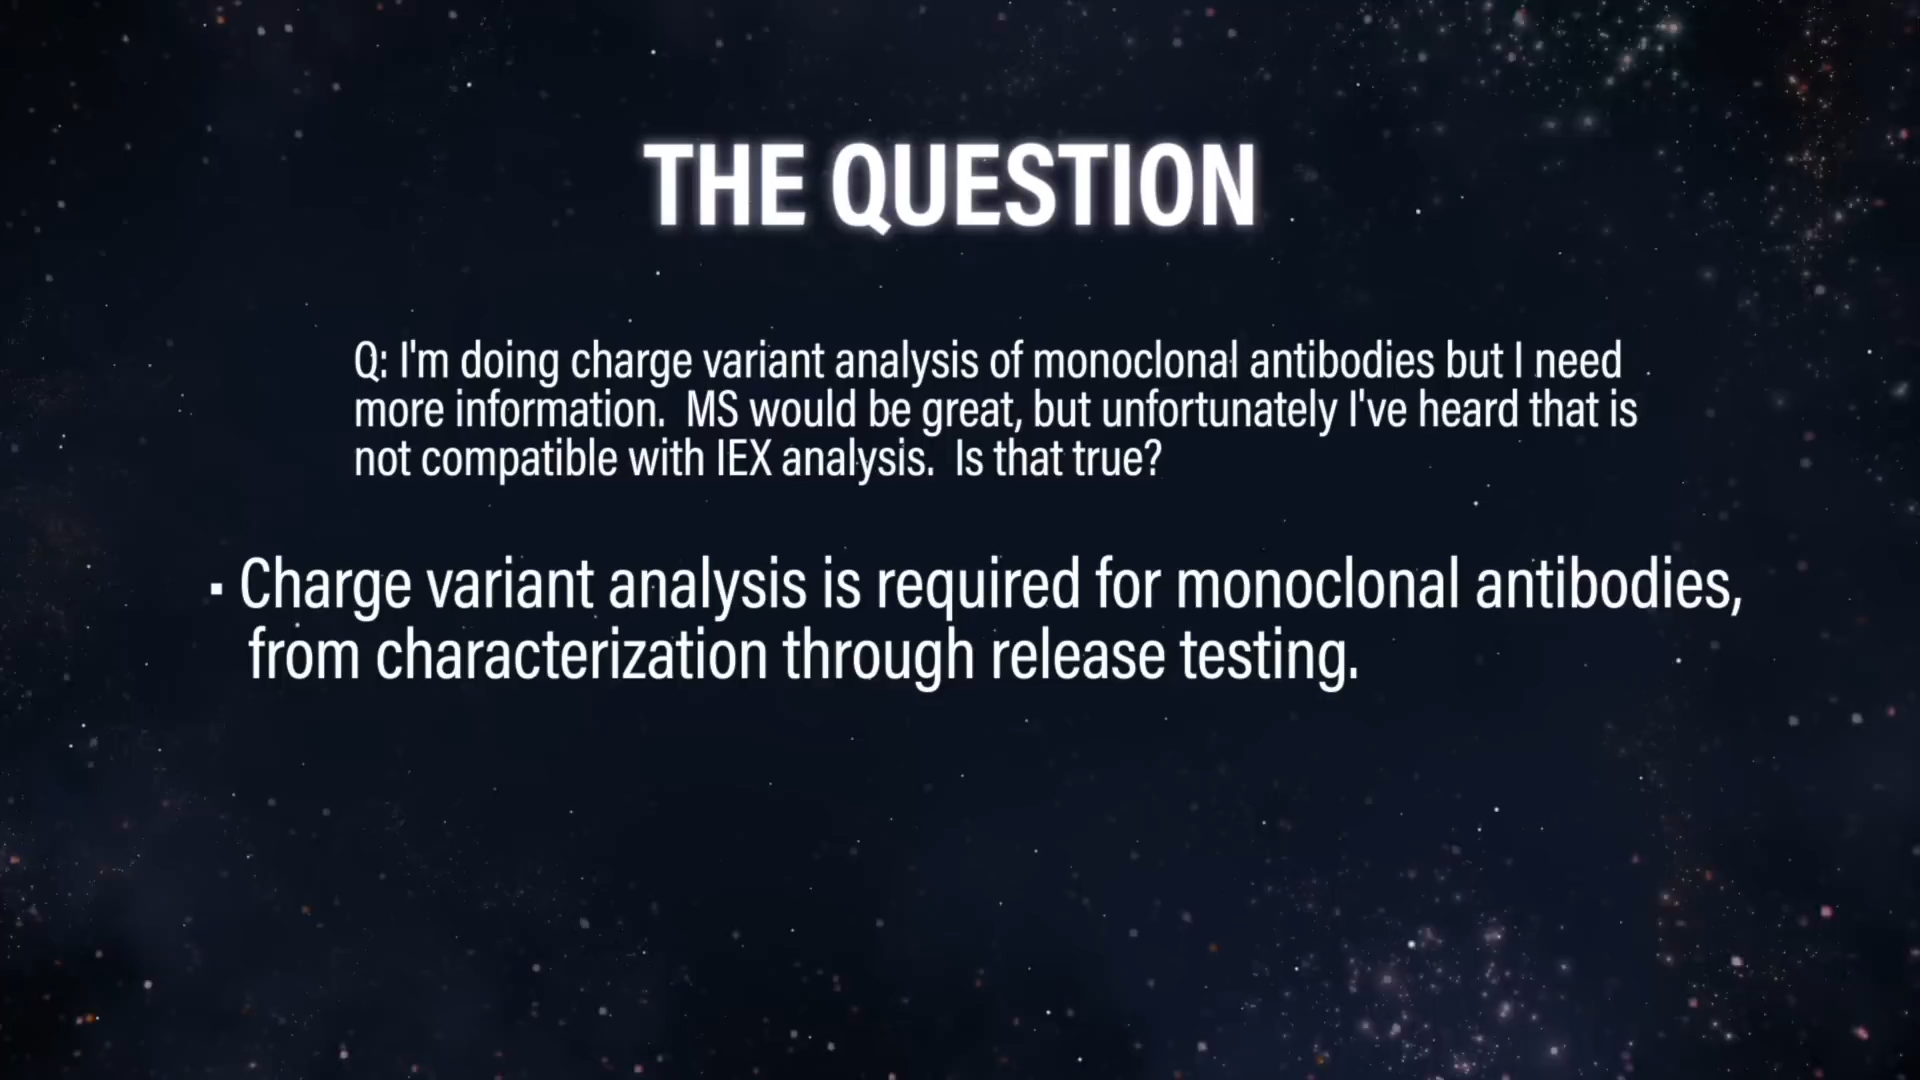 THE QUESTION
Q: I'm doing charge variant analysis of monoclonal antibodies but I need
more information.  MS would be great, but unfortunately I've heard that is
not compatible with IEX analysis.  Is that true?
▪ Charge variant analysis is required for monoclonal antibodies,
from characterization through release testing.